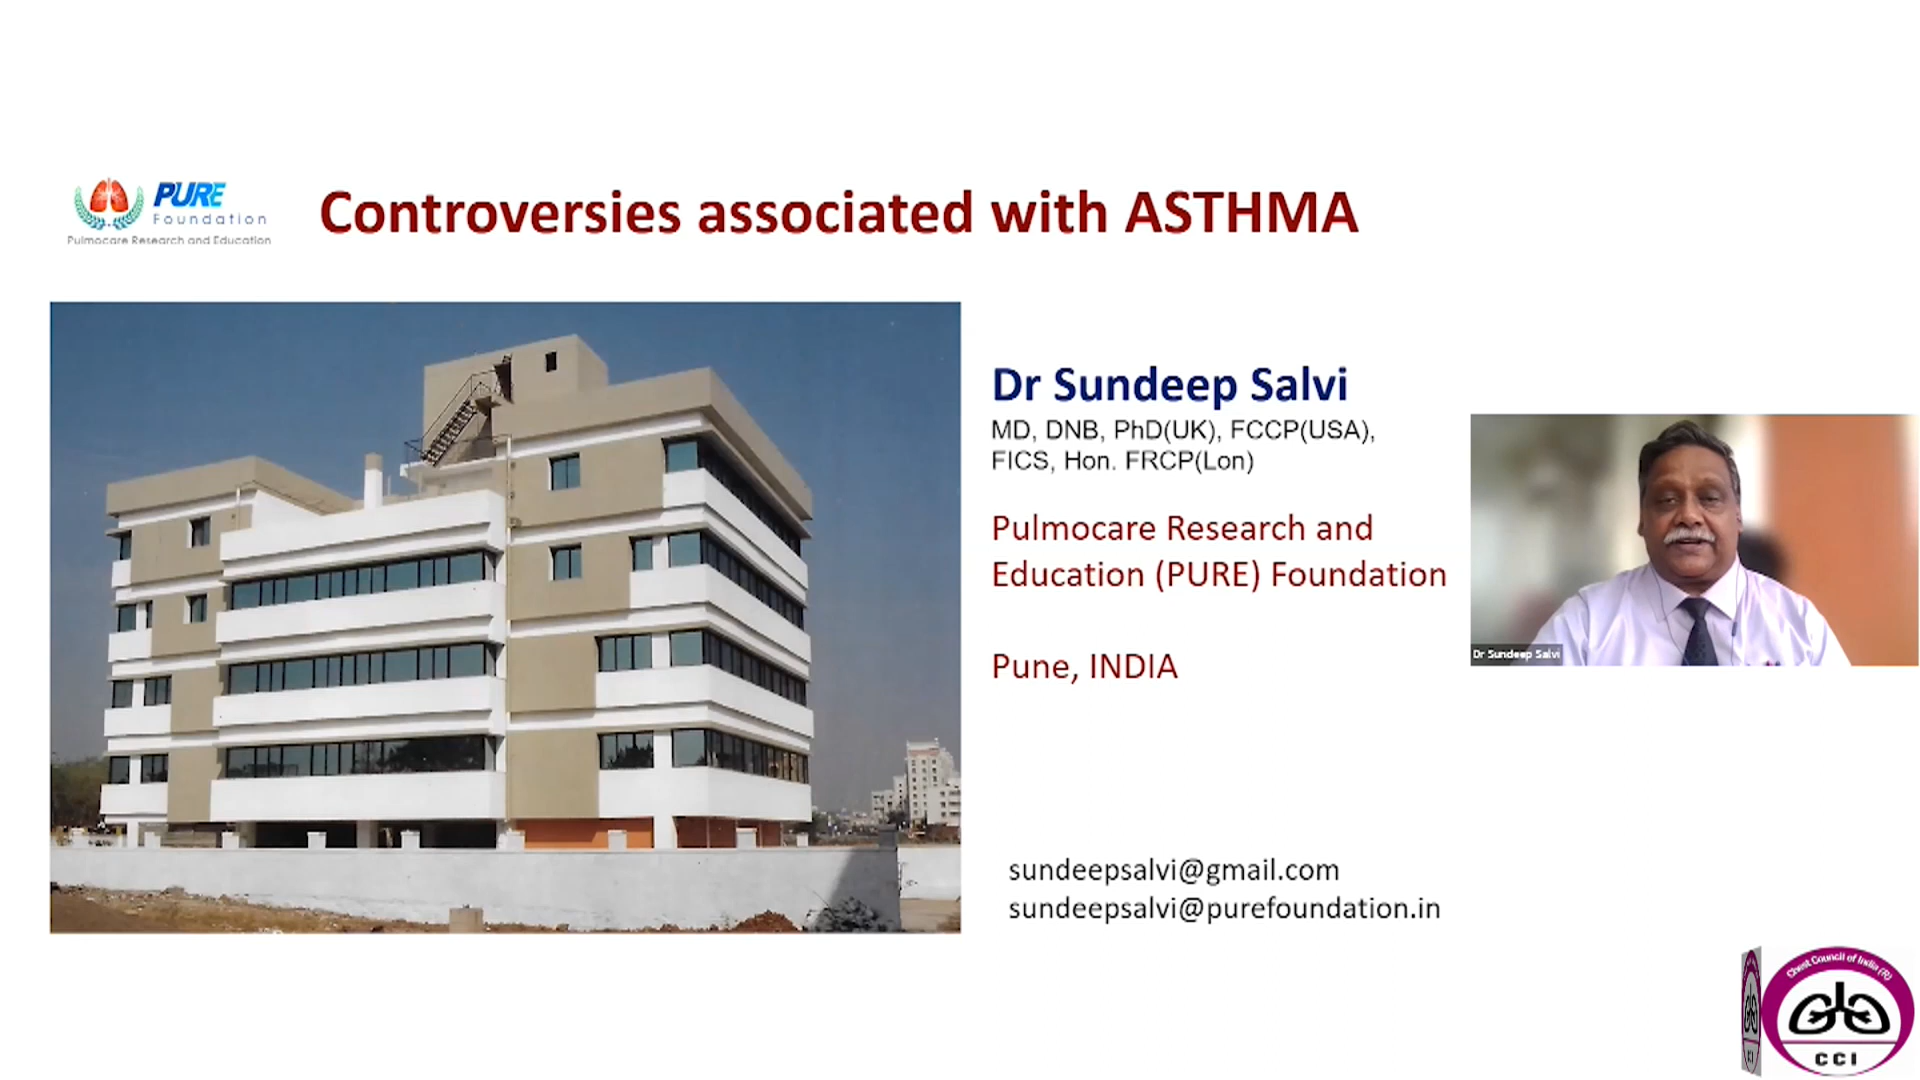 PURE
Foundation
Pulmocare Research and Education
Controversies associated with ASTHMA
Dr Sundeep Salvi
MD, DNB, PhD(UK), FCCP(USA),
FICS, Hon. FRCP(Lon)
Pulmocare Research and
Education (PURE) Foundation
Pune, INDIA
Dr Sundeep Salvi
sundeepsalvi@gmail.com
sundeepsalvi@purefoundation.in
Chest Council of India (R)
CCI